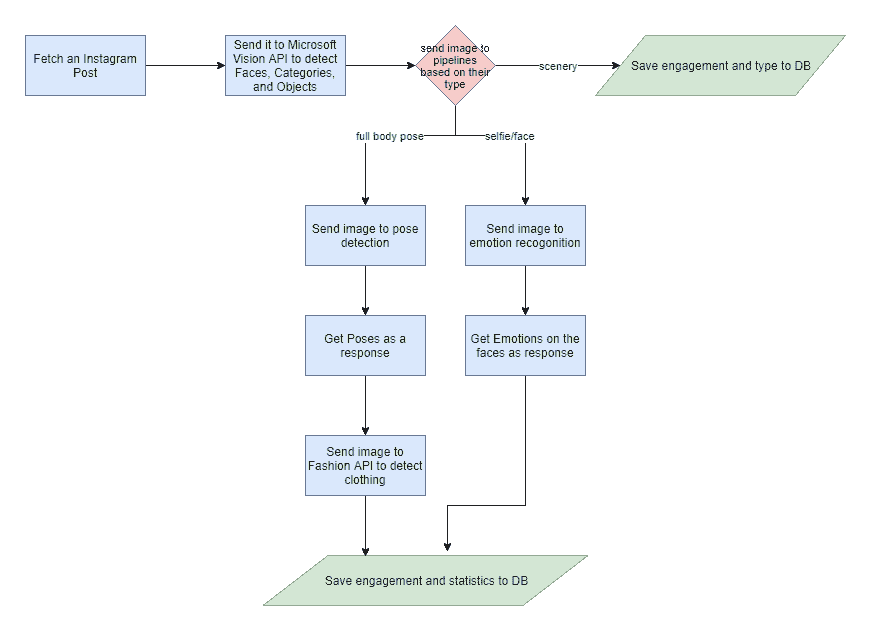 Fetch an Instagram
Post
Send it to Microsoft
Vision API to detect
Faces, Categories,
and Objects
send image to
pipelines
based on their
type
scenery
Save engagement and type to DB
full body pose
selfie/face
Send image to pose
detection
Send image to
emotion recogonition
Get Poses as a
response
Get Emotions on the
faces as response
Send image to
Fashion API to detect
clothing
Save engagement and statistics to DB